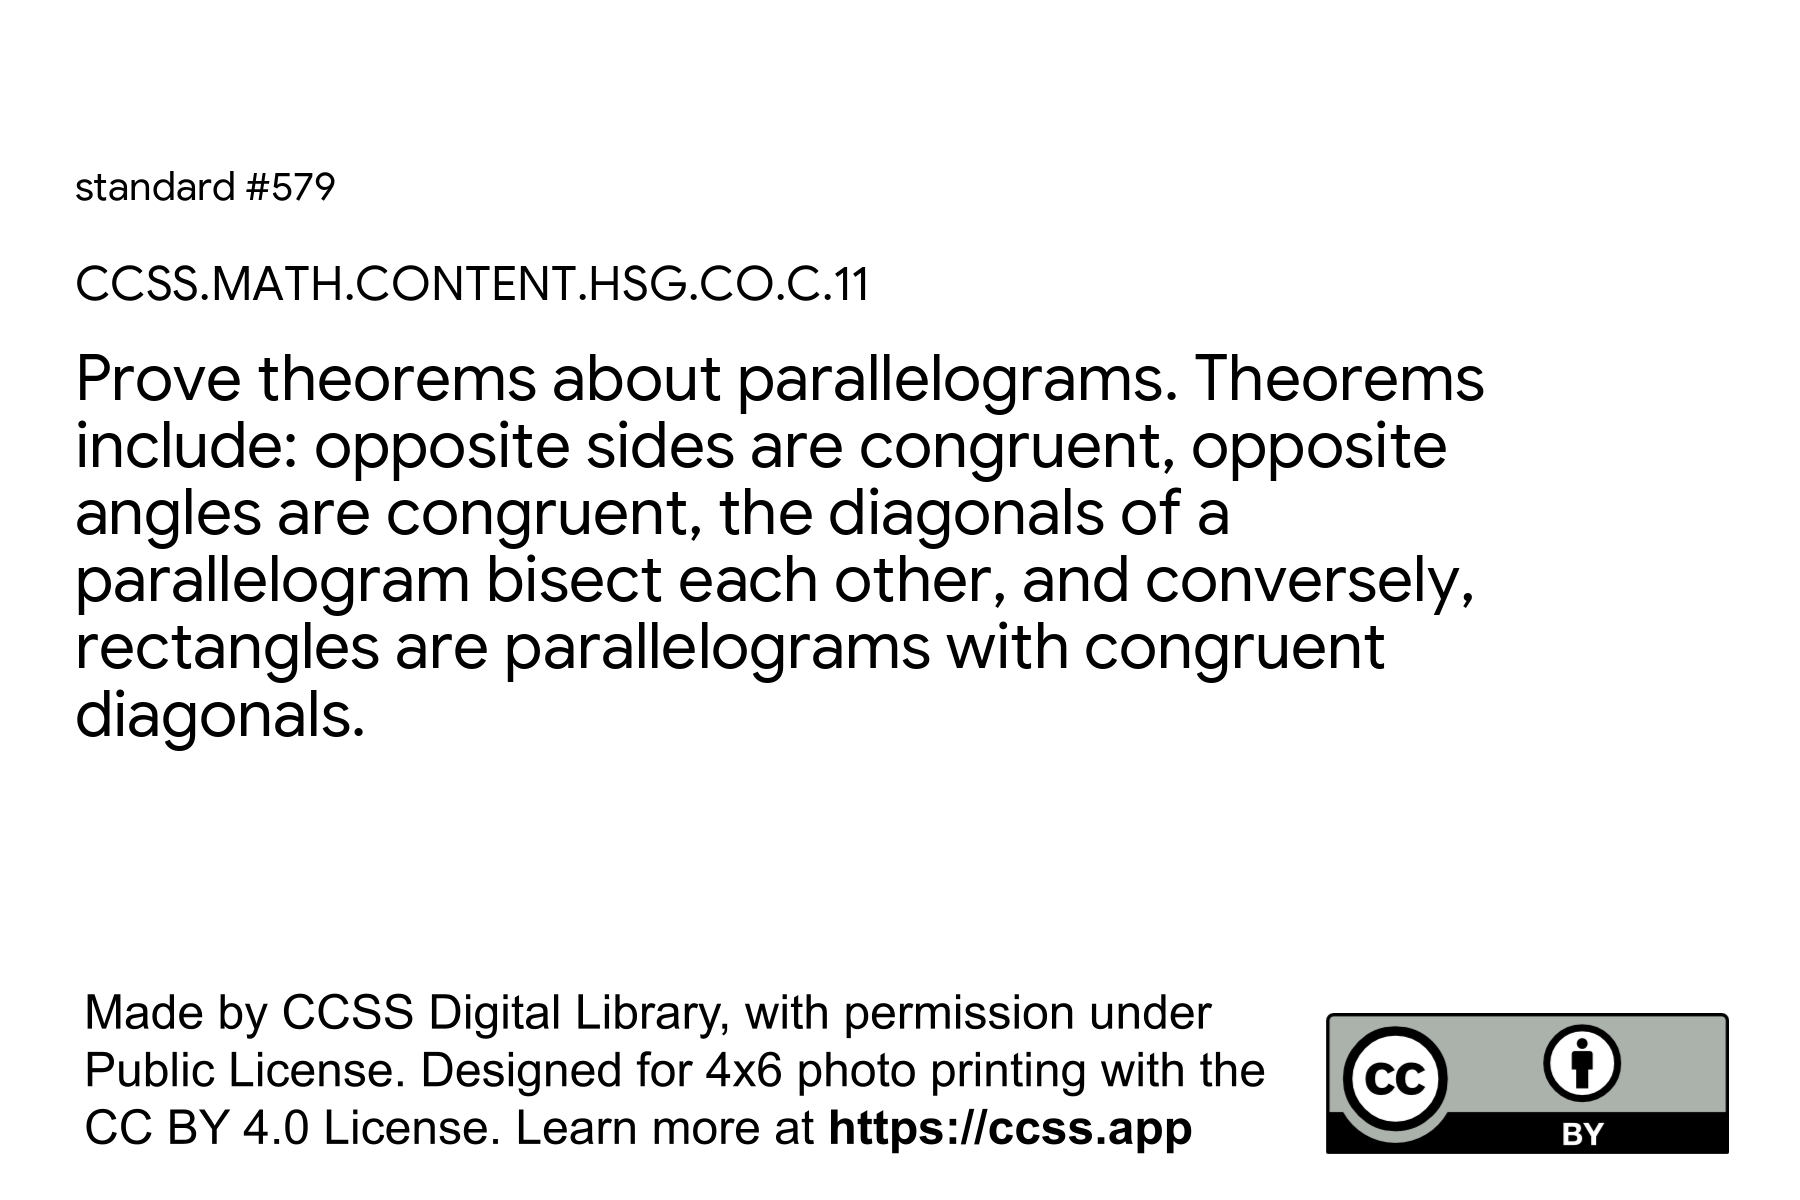 standard #579
CCSS.MATH.CONTENT.HSG.CO.C.11
Prove theorems about parallelograms. Theorems
include: opposite sides are congruent, opposite
angles are congruent, the diagonals of a
parallelogram bisect each other, and conversely,
rectangles are parallelograms with congruent
diagonals.
Made by CCSS Digital Library, with permission under
Public License. Designed for 4x6 photo printing with the
CC BY 4.0 License. Learn more at https://ccss.app
CC
BY